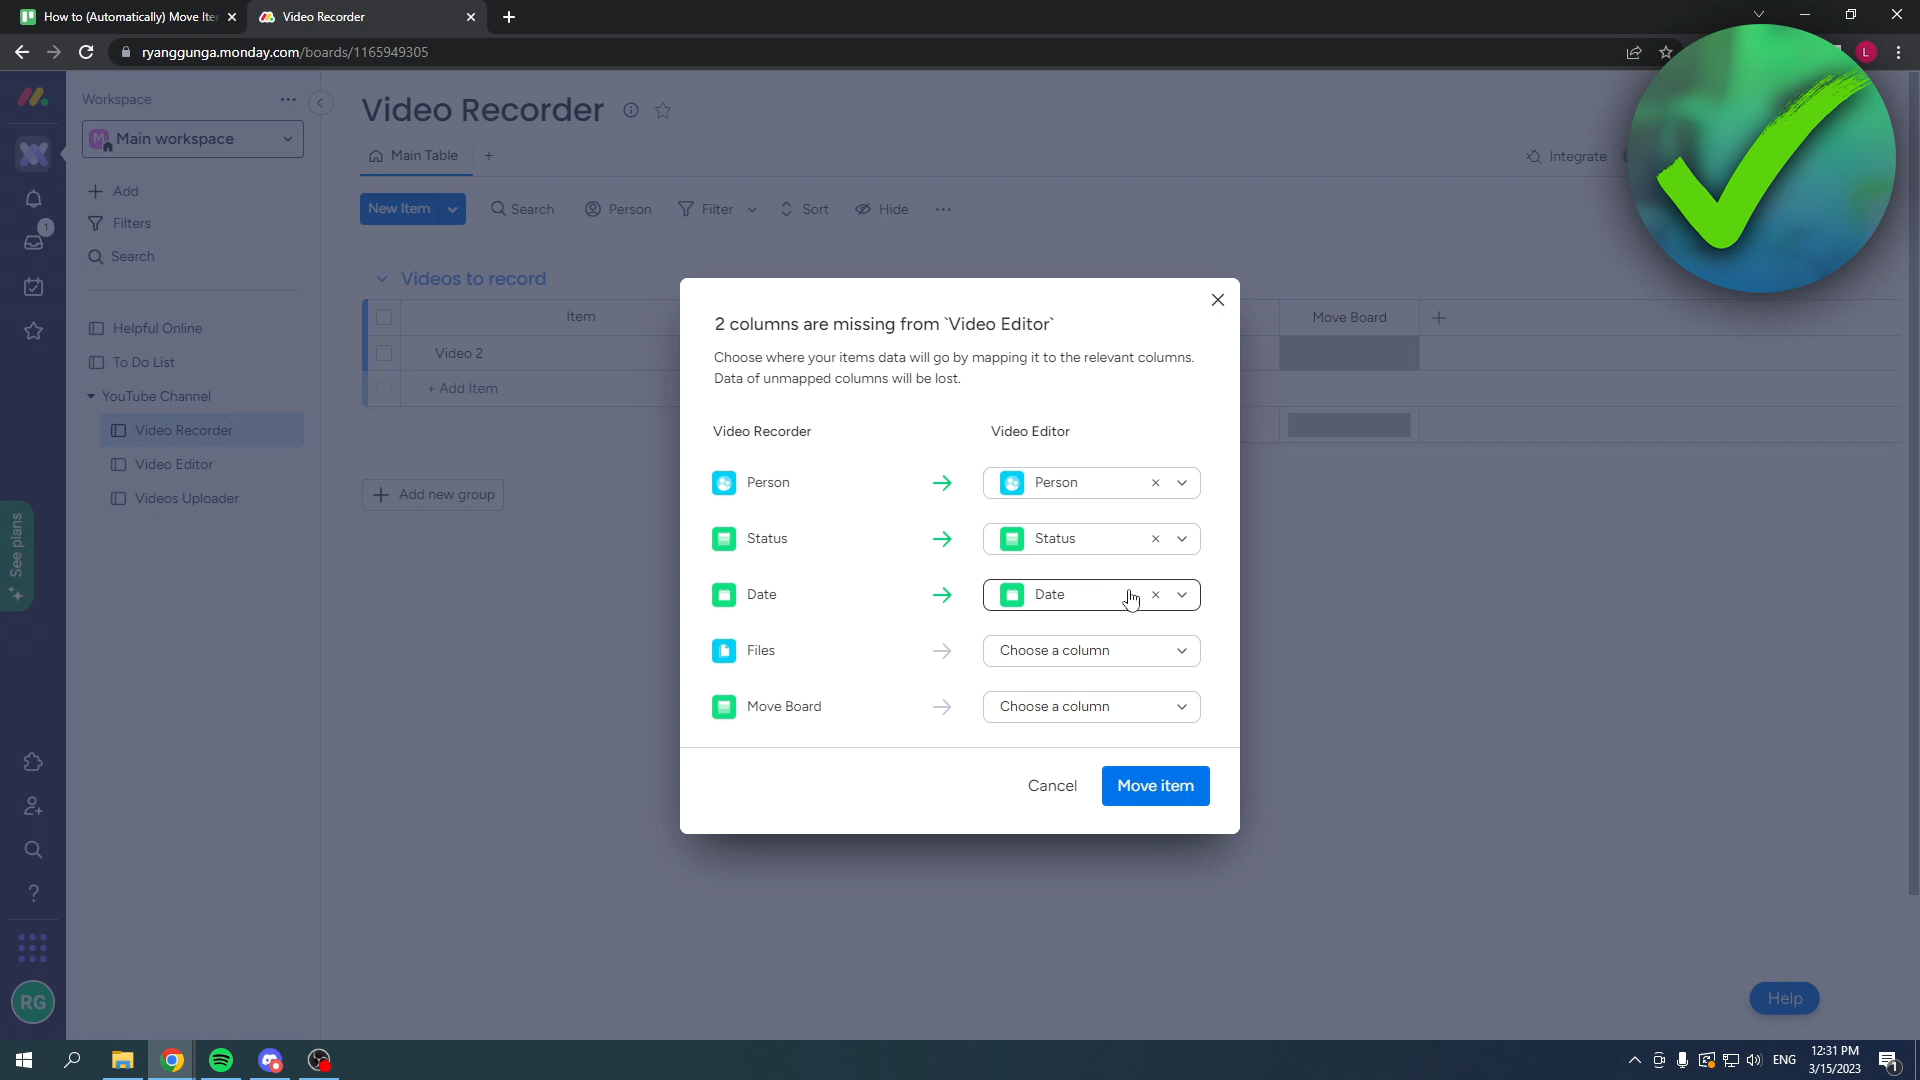 How to (Automatically) Move Iter
Video Recorder
ryanggunga.monday.com/boards/1165949305
L
Workspace
M
Main workspace
Add
Filters
Search
1
Helpful Online
To Do List
YouTube Channel
Video Recorder
Video Editor
Videos Uploader
See plans
RG
Video Recorder
Main Table
+
Integrate
New Item
Search
Person
Filter
Sort
Hide
Videos to record
Item
Move Board
Video 2
+ Add Item
Add new group
2 columns are missing from `Video Editor`
Choose where your items data will go by mapping it to the relevant columns.
Data of unmapped columns will be lost.
Video Recorder
Video Editor
Person
Person
Status
Status
Date
Date
Files
Choose a column
Move Board
Choose a column
Cancel
Move item
Help
ENG
12:31 PM
3/15/2023
1